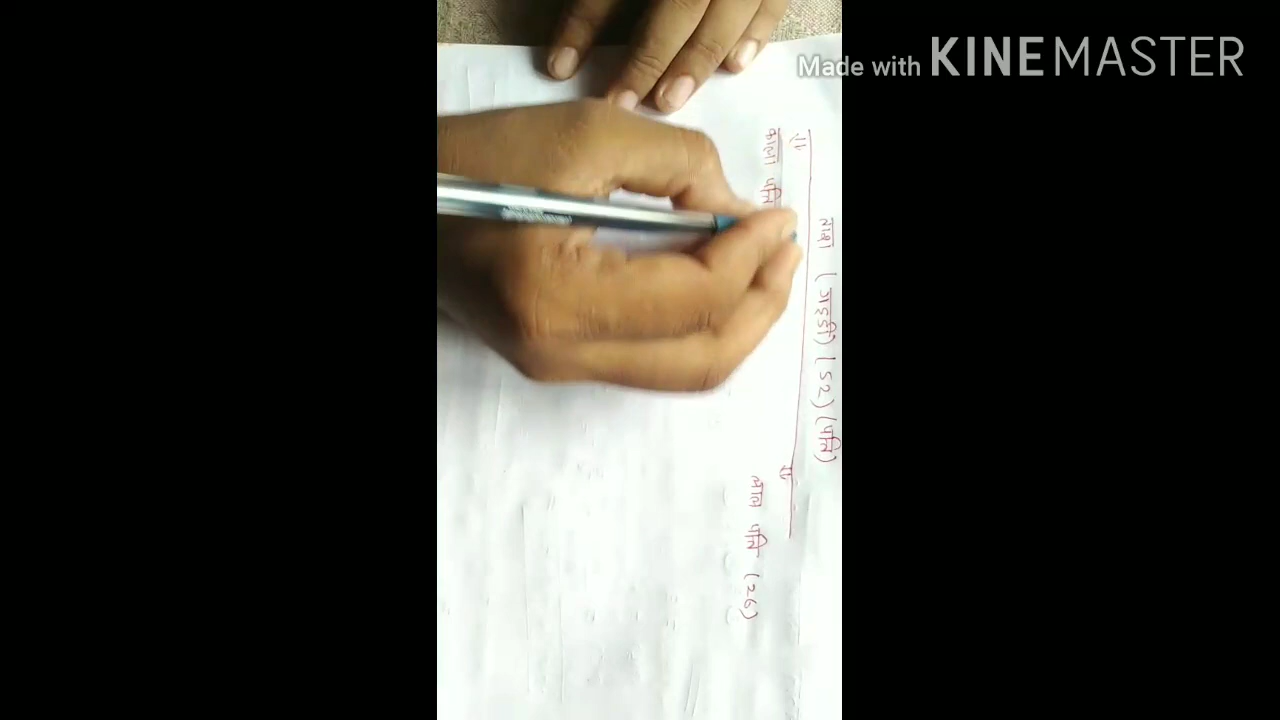 Made with KINEMASTER
ताश (गड्डी) (52) (पत्ति)
काला पत्ति
लाल पत्ति (26)